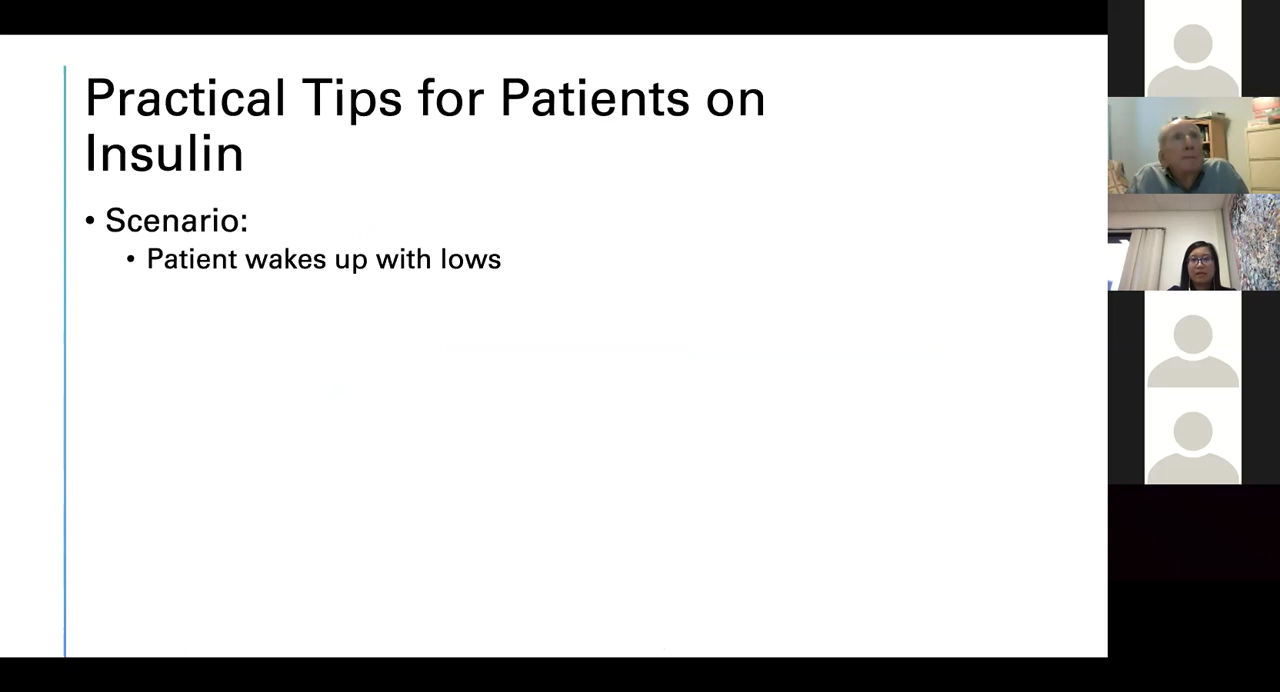 Practical Tips for Patients on
Insulin
• Scenario:
• Patient wakes up with lows